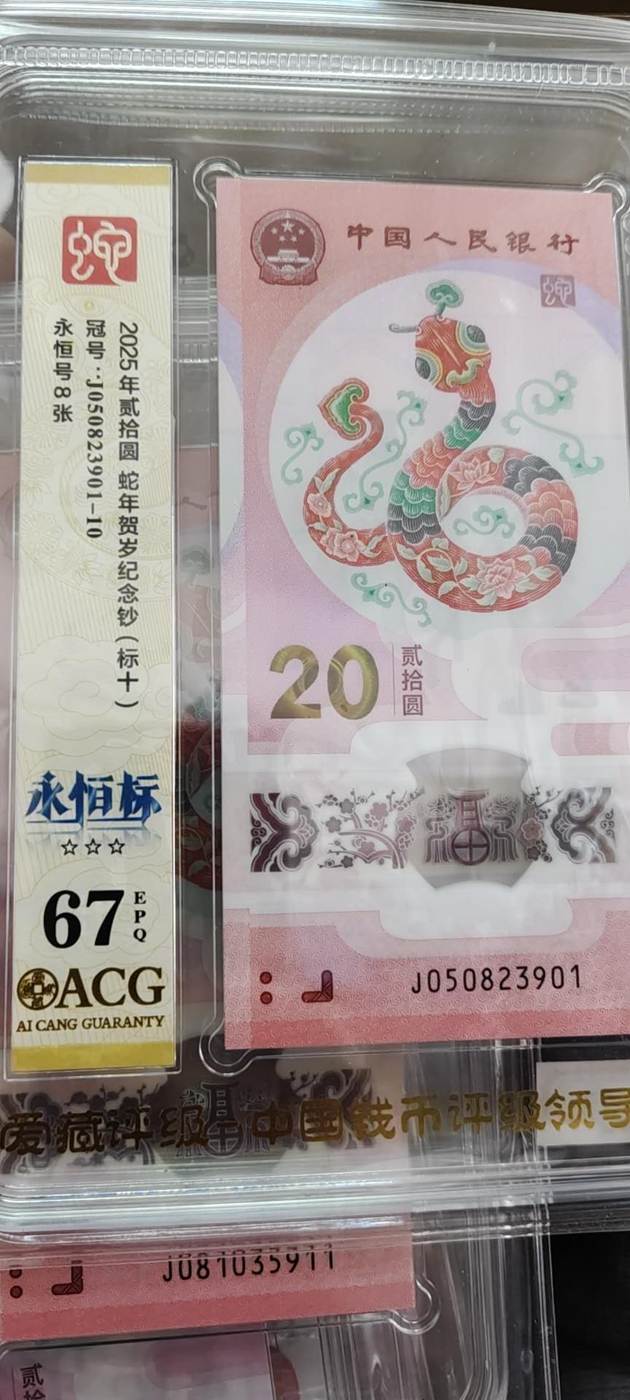 蛇
2025年贰拾圆 蛇年贺岁纪念钞(标十)
冠号:J050823901-10
永恒号8张
永恒标
☆☆☆
67
EPQ
ACG
AI CANG GUARANTY
中国人民银行
蛇
20
贰拾圆
J050823901
爱藏评级 中国钱币评级领导
J081035911
贰